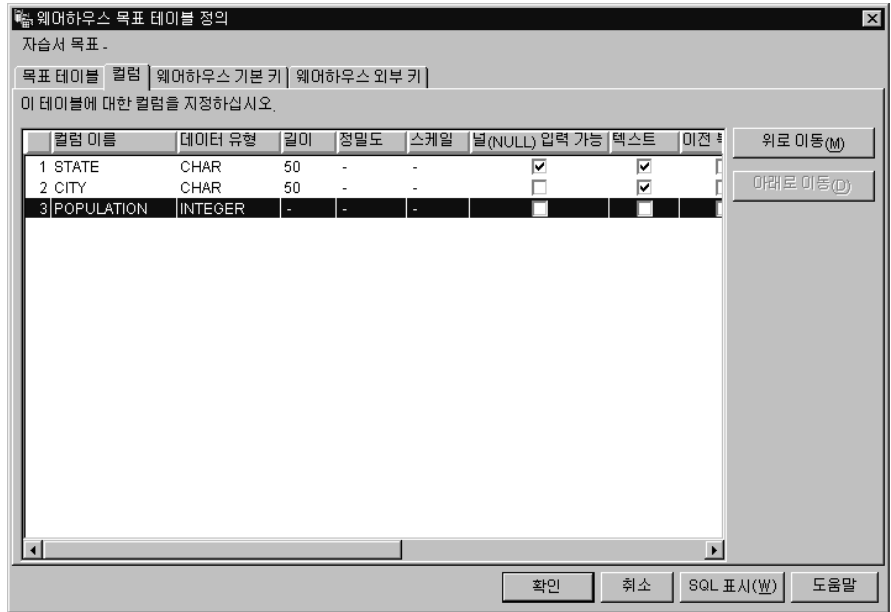 웨어하우스 목표 테이블 정의
자습서 목표 -
목표 테이블 컬럼 웨어하우스 기본 키 웨어하우스 외부 키
이 테이블에 대한 컬럼을 지정하십시오.
컬럼 이름 데이터 유형 길이 정밀도 스케일 널(NULL) 입력 가능 텍스트 이전
1 STATE CHAR 50 - -
2 CITY CHAR 50 - -
3 POPULATION INTEGER - - -
위로 이동(M)
아래로 이동(D)
확인 취소 SQL 표시(W) 도움말